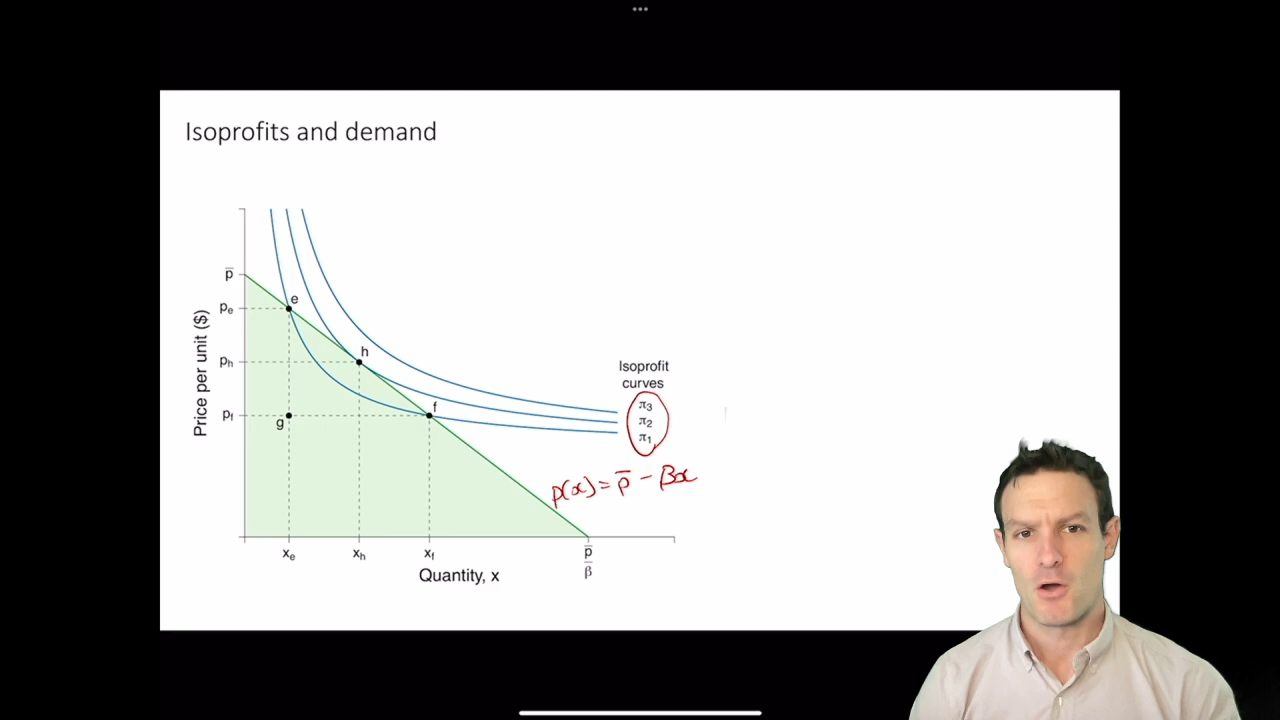 Isoprofits and demand
p̄
pₑ
pₕ
p_f
Price per unit ($)
e
h
f
g
Isoprofit
curves
π₃
π₂
π₁
p(x) = p̄ - βx
xₑ
xₕ
x_f
p̄
β
Quantity, x